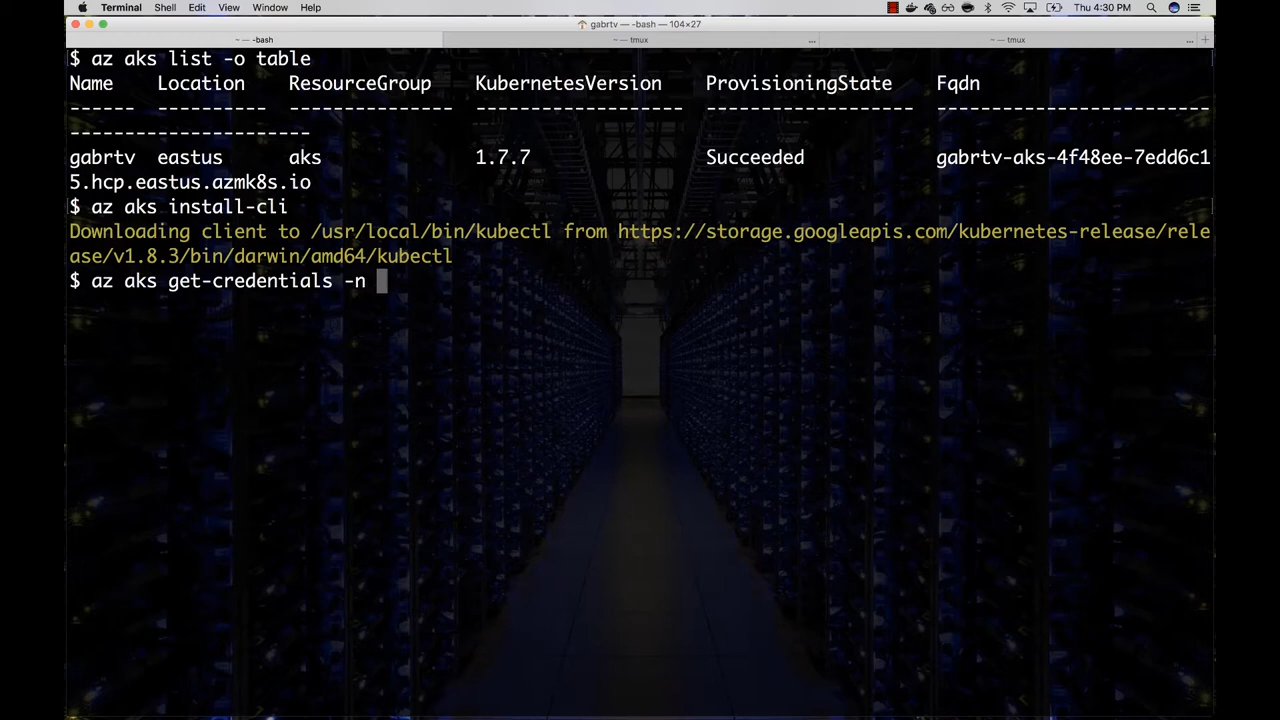 Terminal Shell Edit View Window Help Thu 4:30 PM
gabrtv — -bash — 104×27
~ — -bash ~ — tmux ... ~ — tmux ... +
$ az aks list -o table
Name Location ResourceGroup KubernetesVersion ProvisioningState Fqdn
------ ---------- --------------- ------------------- ------------------- -------------------------
----------------------
gabrtv eastus aks 1.7.7 Succeeded gabrtv-aks-4f48ee-7edd6c1
5.hcp.eastus.azmk8s.io
$ az aks install-cli
Downloading client to /usr/local/bin/kubectl from https://storage.googleapis.com/kubernetes-release/rele
ase/v1.8.3/bin/darwin/amd64/kubectl
$ az aks get-credentials -n